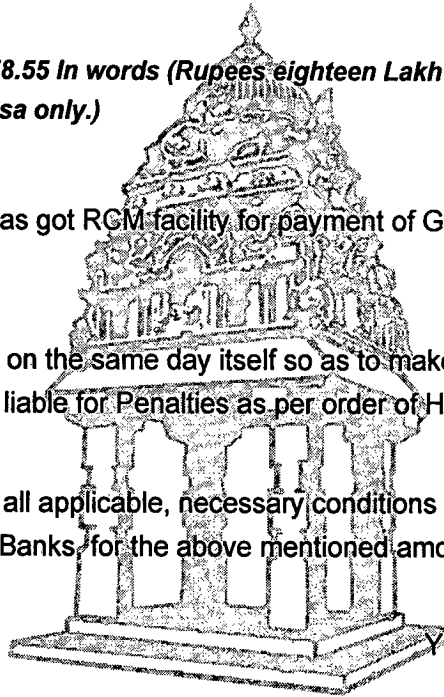 8.55 In words (Rupees eighteen Lakh
sa only.)
as got RCM facility for payment of G
on the same day itself so as to make
liable for Penalties as per order of H
all applicable, necessary conditions
Banks, for the above mentioned amo
Y